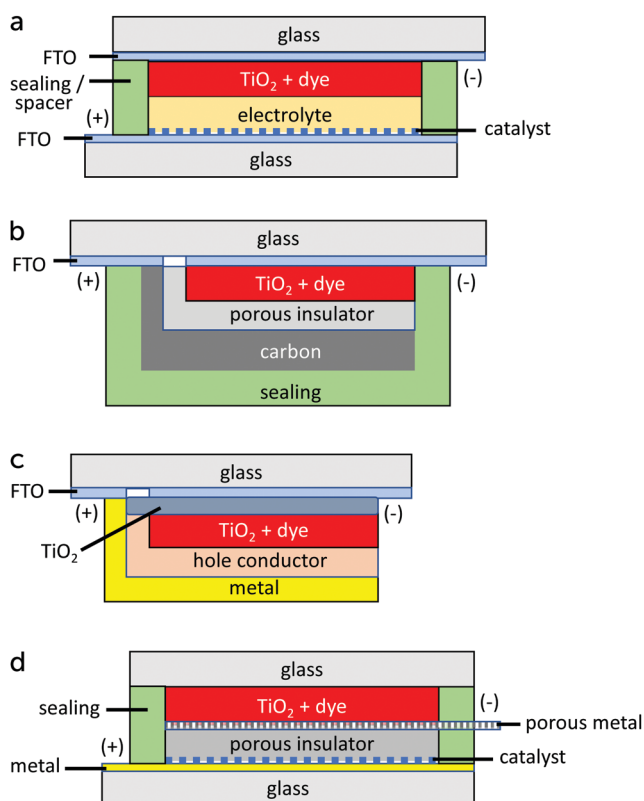 a
glass
FTO
(-)
sealing /
spacer
TiO₂ + dye
(+)
electrolyte
catalyst
FTO
glass
b
glass
FTO
(+)
(-)
TiO₂ + dye
porous insulator
carbon
sealing
c
glass
FTO
(+)
(-)
TiO₂ + dye
TiO₂
hole conductor
metal
d
glass
sealing
TiO₂ + dye
(-)
porous metal
(+)
porous insulator
catalyst
metal
glass